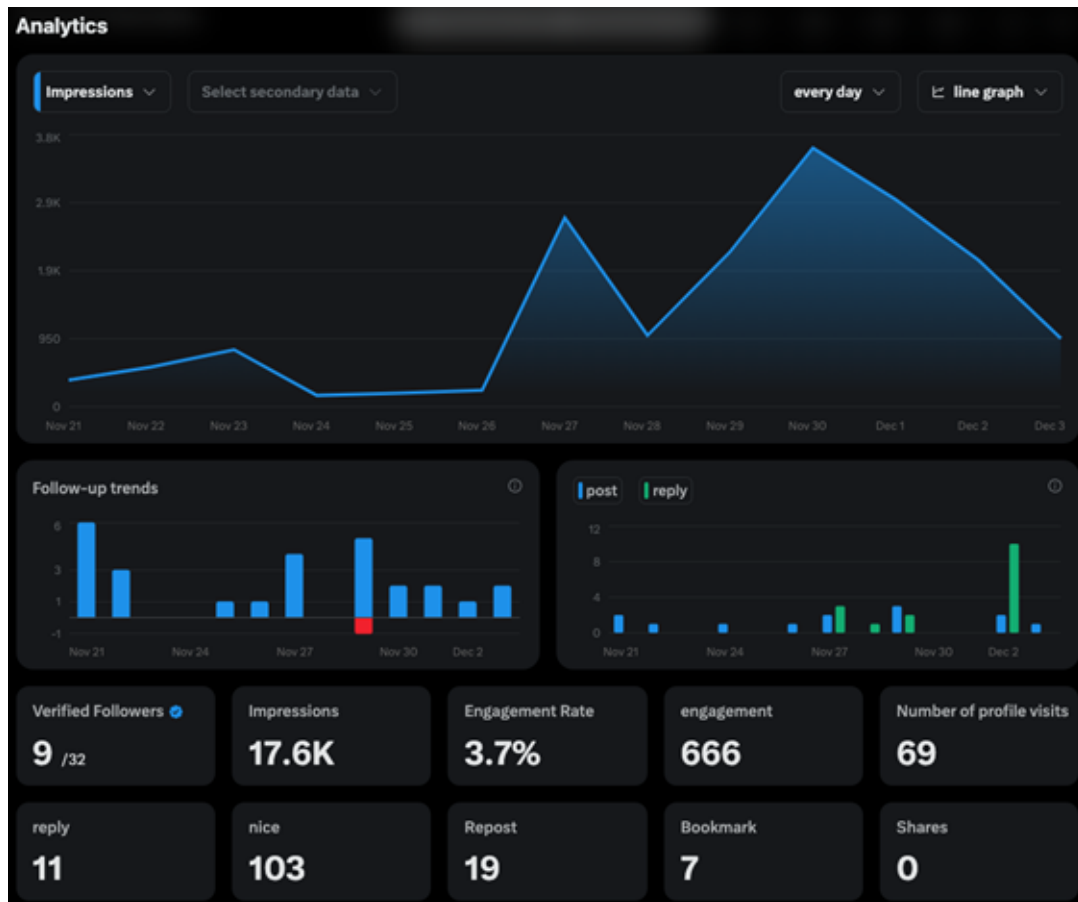 Analytics
Impressions
Select secondary data
every day
line graph
3.8K
2.9K
1.9K
950
0
Nov 21 Nov 22 Nov 23 Nov 24 Nov 25 Nov 26 Nov 27 Nov 28 Nov 29 Nov 30 Dec 1 Dec 2 Dec 3
Follow-up trends
6
3
1
-1
Nov 21 Nov 24 Nov 27 Nov 30 Dec 2
post reply
12
8
4
0
Nov 21 Nov 24 Nov 27 Nov 30 Dec 2
Verified Followers
9 /32
Impressions
17.6K
Engagement Rate
3.7%
engagement
666
Number of profile visits
69
reply
11
nice
103
Repost
19
Bookmark
7
Shares
0